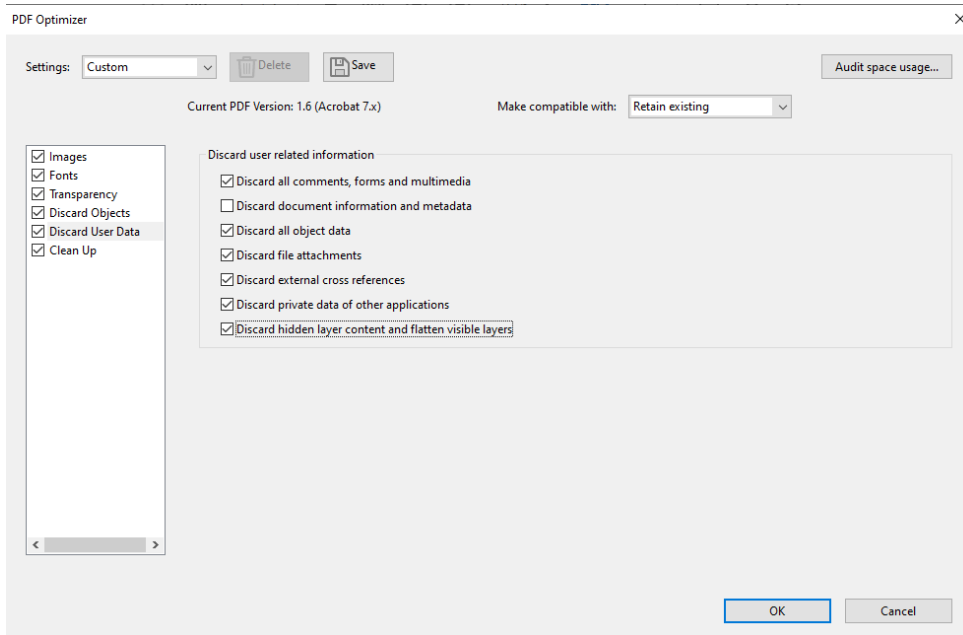 PDF Optimizer
Settings: Custom Delete Save Audit space usage...
Current PDF Version: 1.6 (Acrobat 7.x) Make compatible with: Retain existing
Images
Fonts
Transparency
Discard Objects
Discard User Data
Clean Up
Discard user related information
Discard all comments, forms and multimedia
Discard document information and metadata
Discard all object data
Discard file attachments
Discard external cross references
Discard private data of other applications
Discard hidden layer content and flatten visible layers
OK Cancel